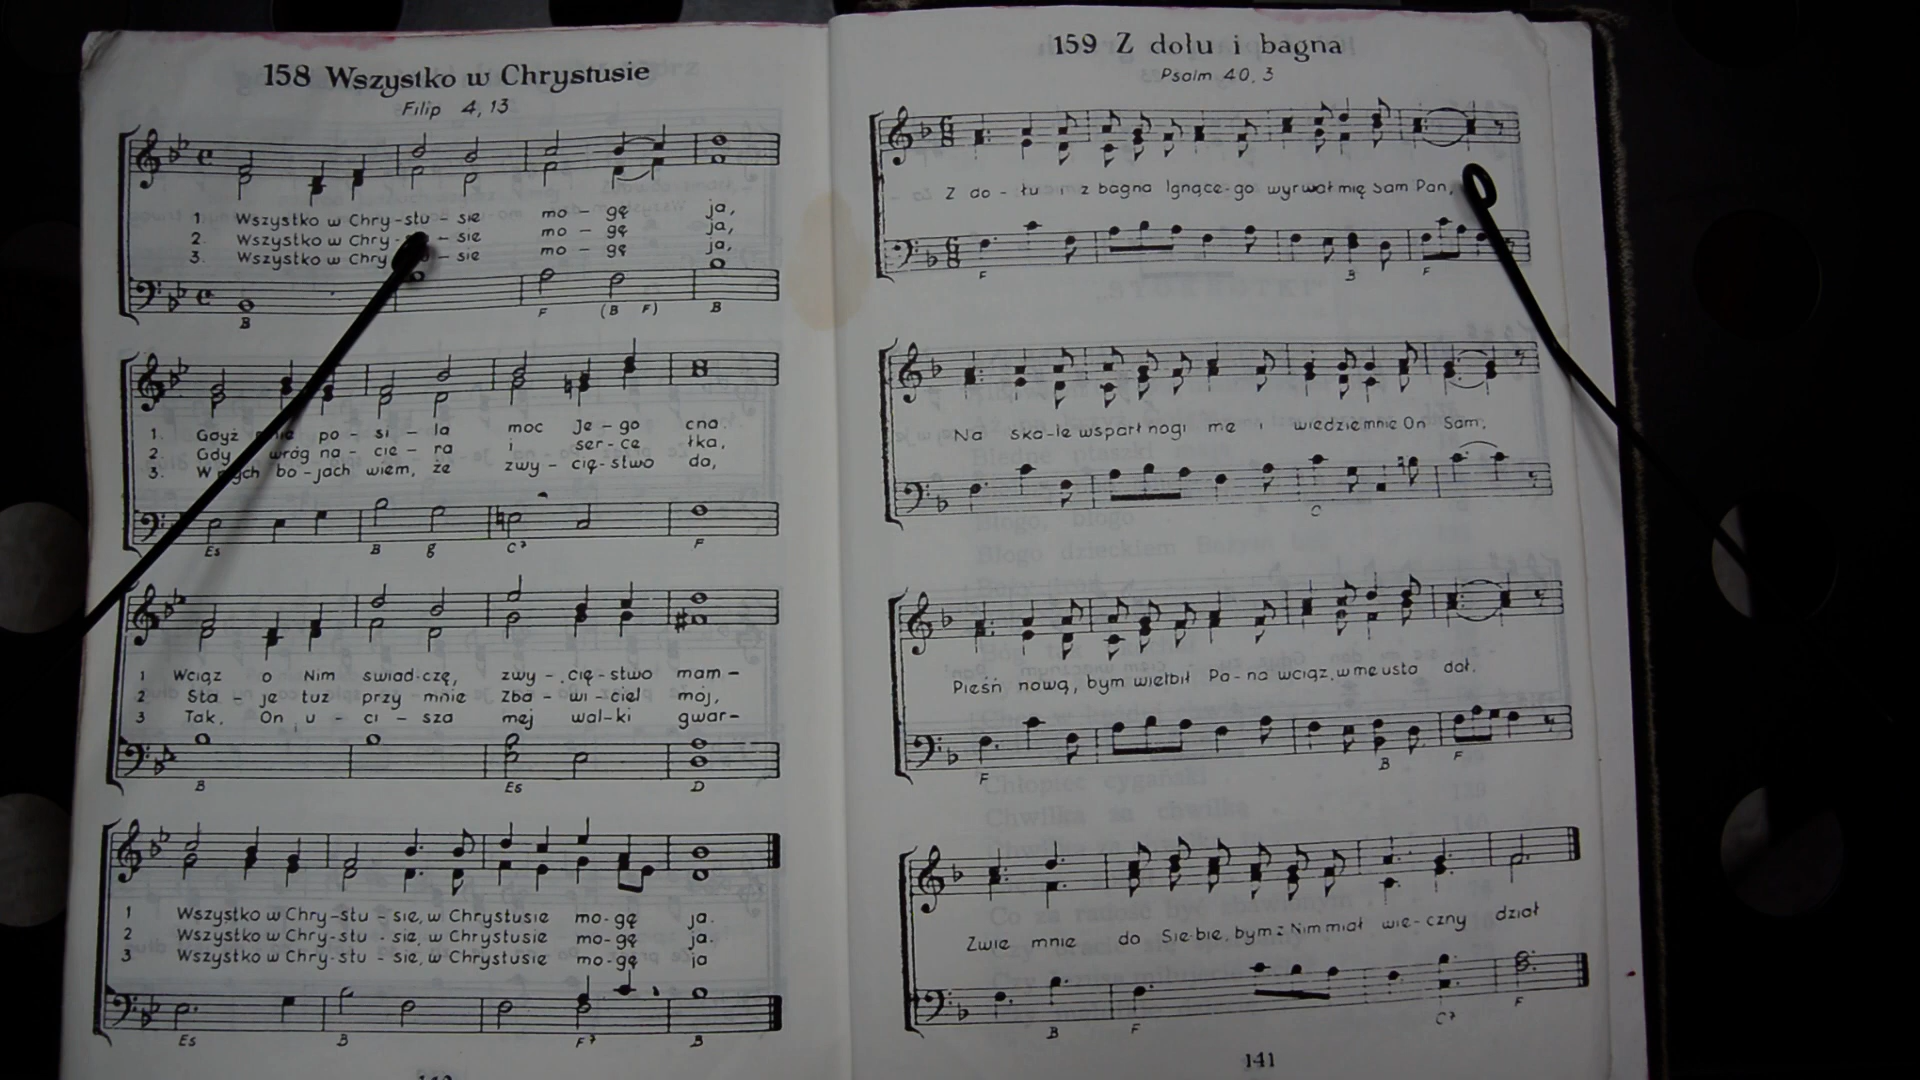 158 Wszystko w Chrystusie
Filip 4, 13
1. Wszystko w Chry-stu-sie mo-gę ja,
2. Wszystko w Chry- -sie mo-gę ja,
3. Wszystko w Chry -sie mo-gę ja,
B F (B F) B
1. Gdyż po-si-la moc Je-go cna.
2. Gdy wróg na-cie-ra i ser-ce łka,
3. W bo-jach wiem, że zwy-cię-stwo da,
Es B g C7 F
1 Wciąz o Nim swiad-czę, zwy-cię-stwo mam-
2 Sta-je tuz przy mnie Zba-wi-ciel mój,
3 Tak, On u-ci-sza mej wal-ki gwar-
B Es D
1 Wszystko w Chry-stu-sie, w Chrystusie mo-gę ja.
2 Wszystko w Chry-stu-sie, w Chrystusie mo-gę ja.
3 Wszystko w Chry-stu-sie, w Chrystusie mo-gę ja
Es B F7 B
159 Z dołu i bagna
Psalm 40, 3
Z do-łu i z bagna lgnące-go wyrwał mię Sam Pan,
F B F
Na ska-le wsparł nogi me i wiedzie mnie On Sam;
C
Pieśń nową, bym wielbił Pa-na wciąz, w me usta dał.
F B F
Zwie mnie do Sie-bie, bym z Nim miał wie-czny dział
B F C7 F
141